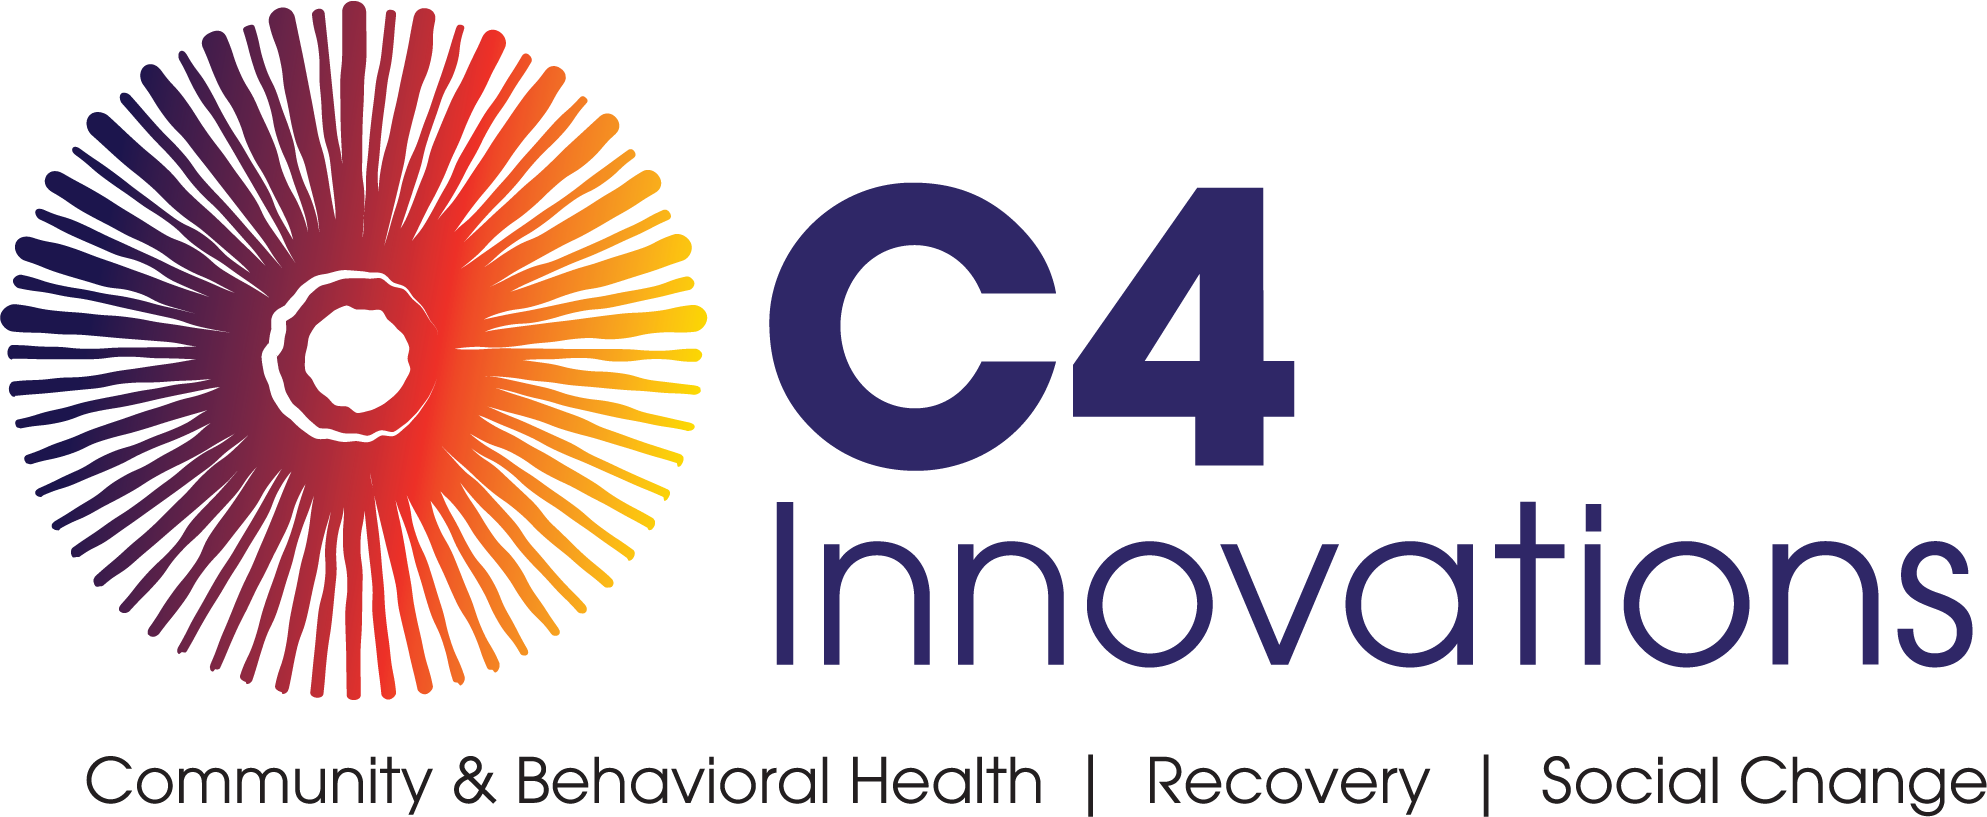 C4
Innovations
Community & Behavioral Health | Recovery | Social Change